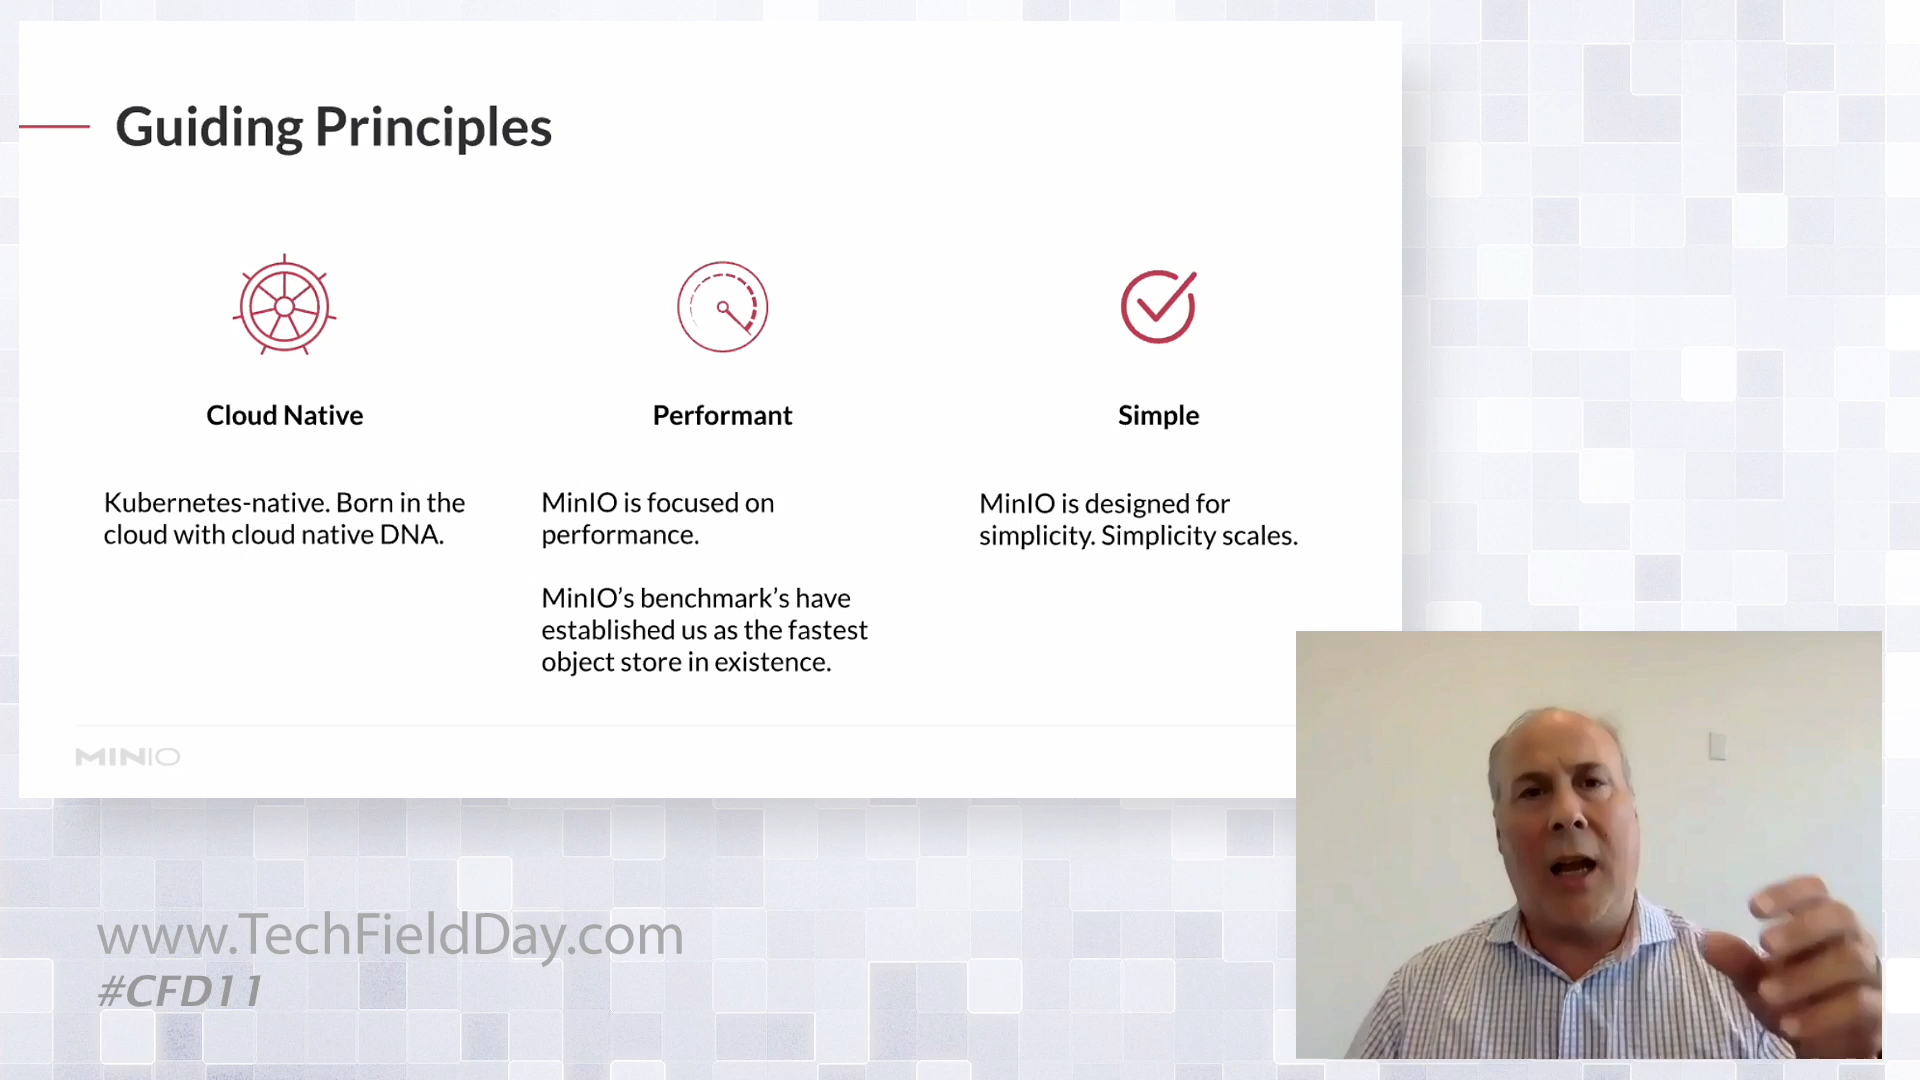 Guiding Principles
Cloud Native
Kubernetes-native. Born in the
cloud with cloud native DNA.
Performant
MinIO is focused on
performance.
MinIO’s benchmark’s have
established us as the fastest
object store in existence.
Simple
MinIO is designed for
simplicity. Simplicity scales.
MINIO
www.TechFieldDay.com
#CFD11